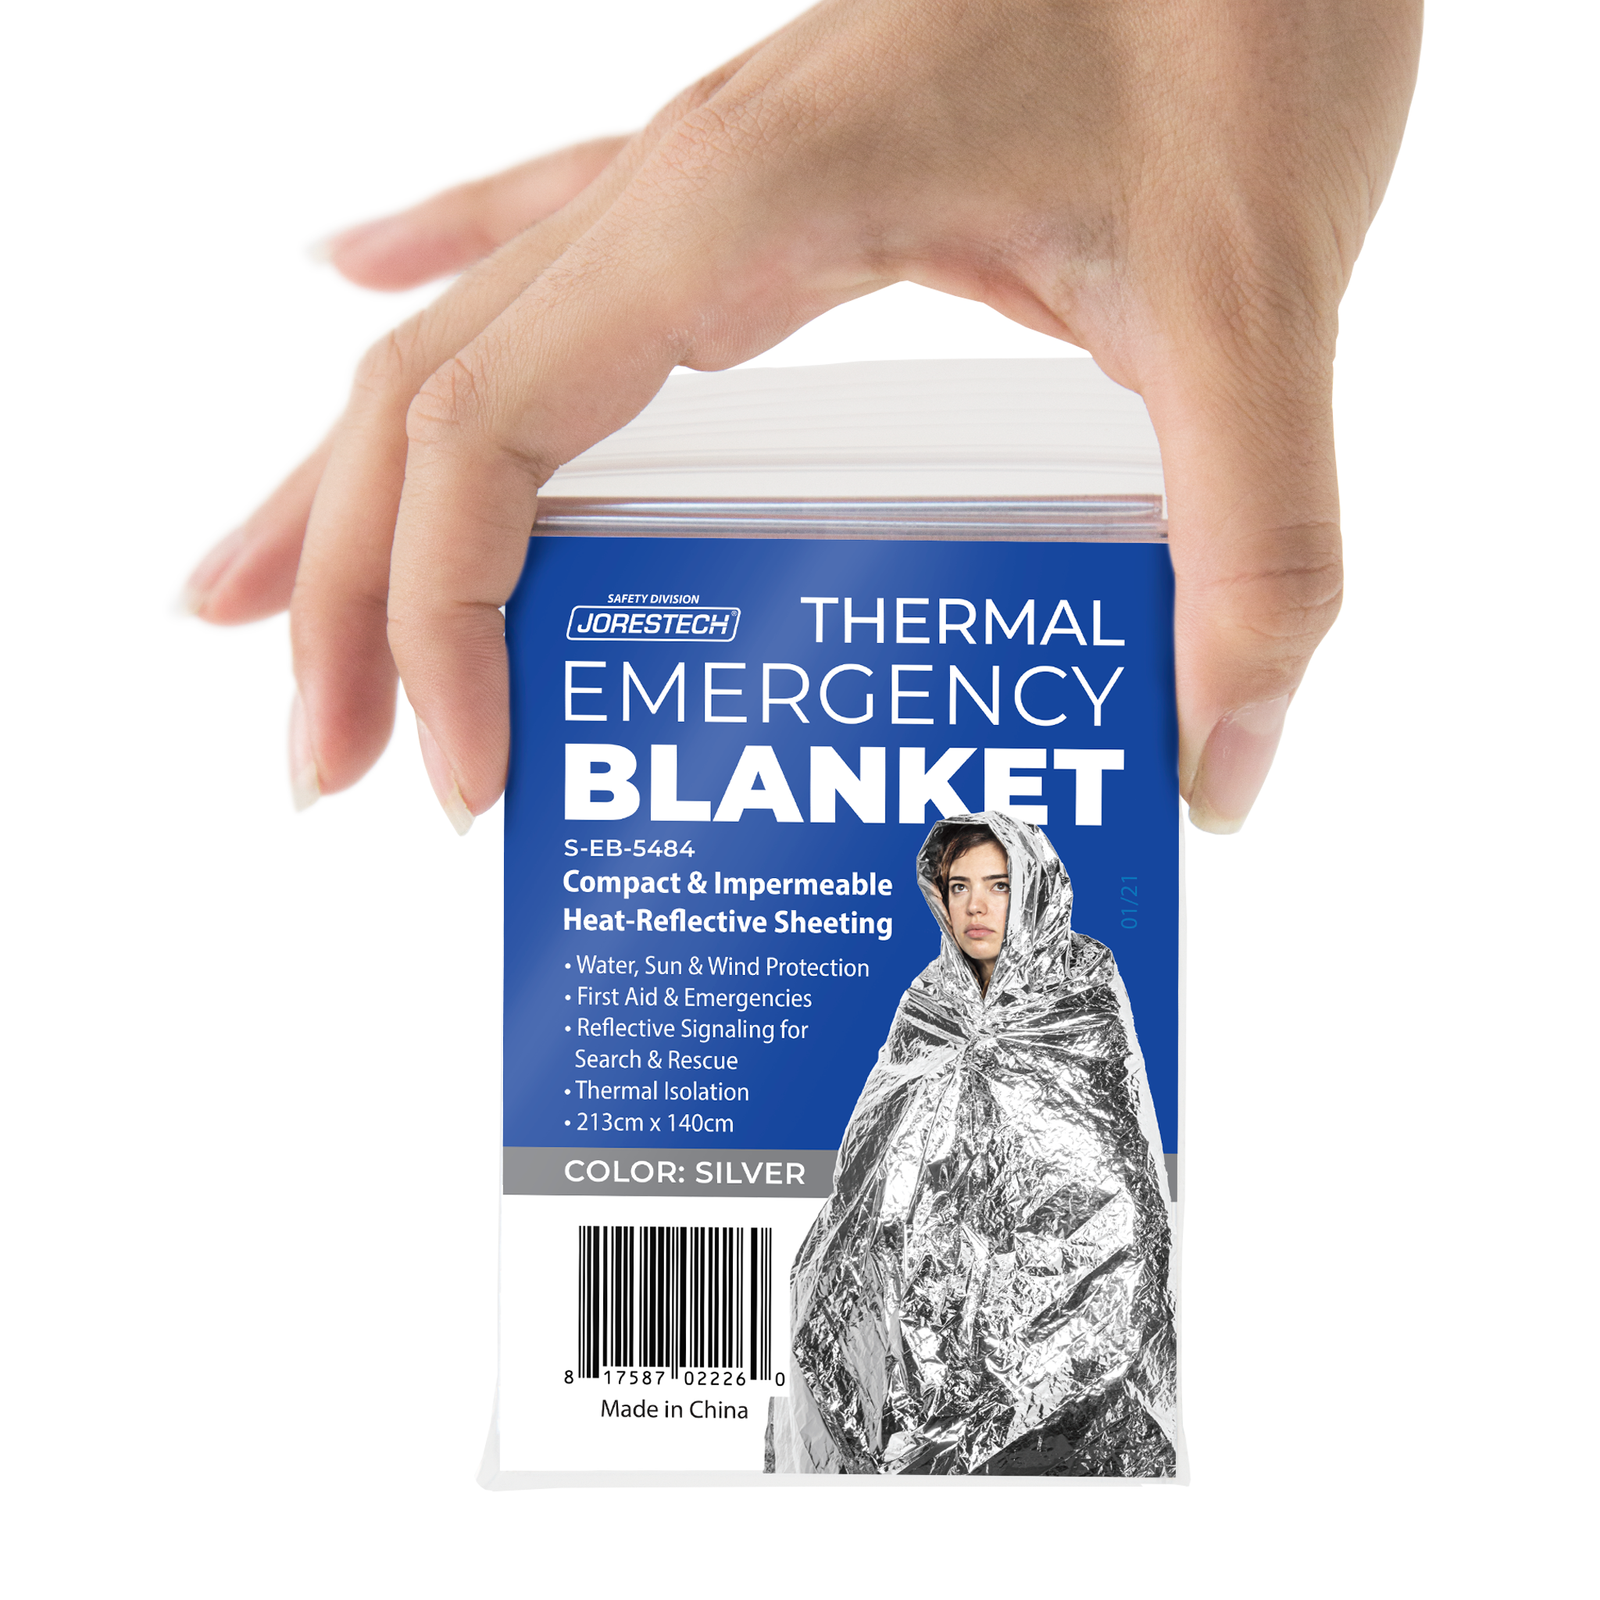 SAFETY DIVISION
JORESTECH®
THERMAL
EMERGENCY
BLANKET
S-EB-5484
Compact & Impermeable
Heat-Reflective Sheeting
• Water, Sun & Wind Protection
• First Aid & Emergencies
• Reflective Signaling for
Search & Rescue
• Thermal Isolation
• 213cm x 140cm
COLOR: SILVER
01/21
8 17587 02226 0
Made in China